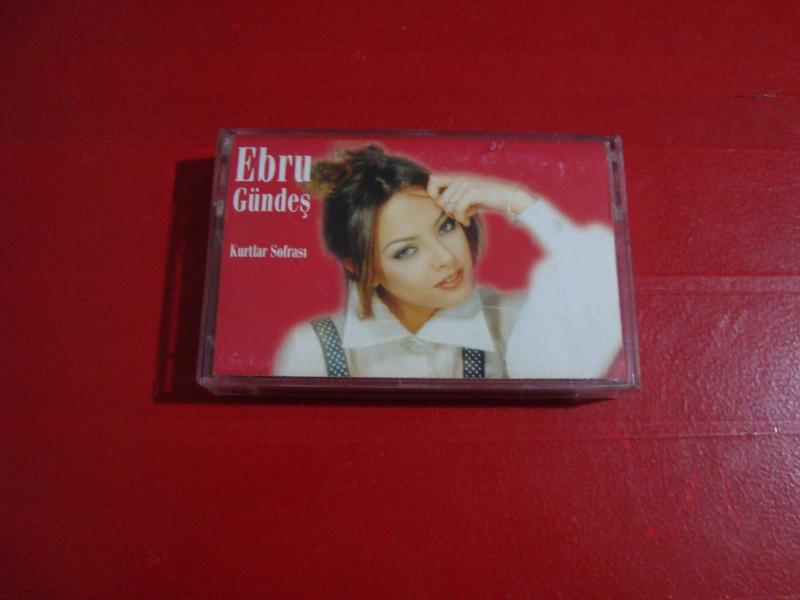 Ebru
Gündeş
Kurtlar Sofrası